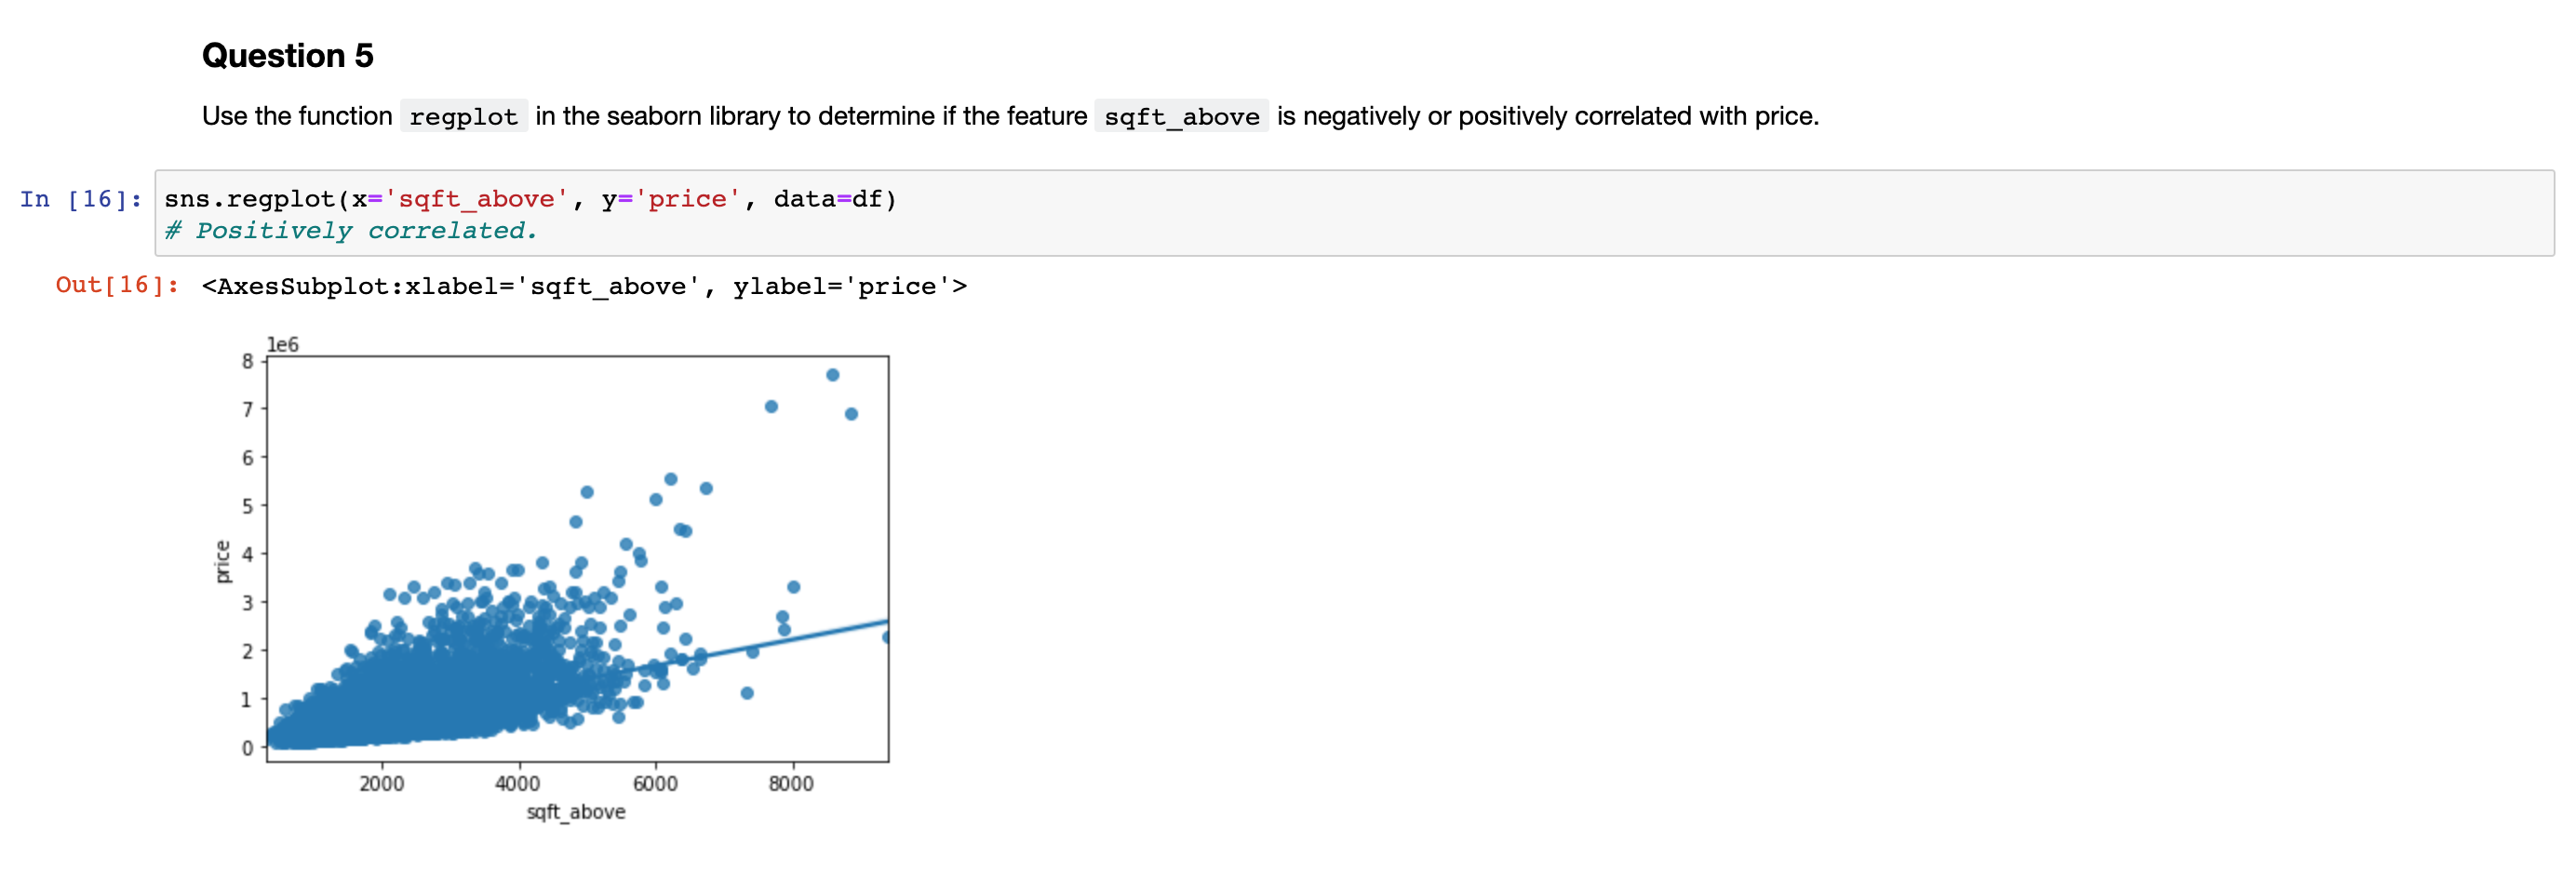 Question 5
Use the function regplot in the seaborn library to determine if the feature sqft_above is negatively or positively correlated with price.
In [16]: sns.regplot(x='sqft_above', y='price', data=df)
# Positively correlated.
Out[16]: <AxesSubplot:xlabel='sqft_above', ylabel='price'>
1e6
8
7
6
5
4
3
2
1
0
price
2000 4000 6000 8000
sqft_above